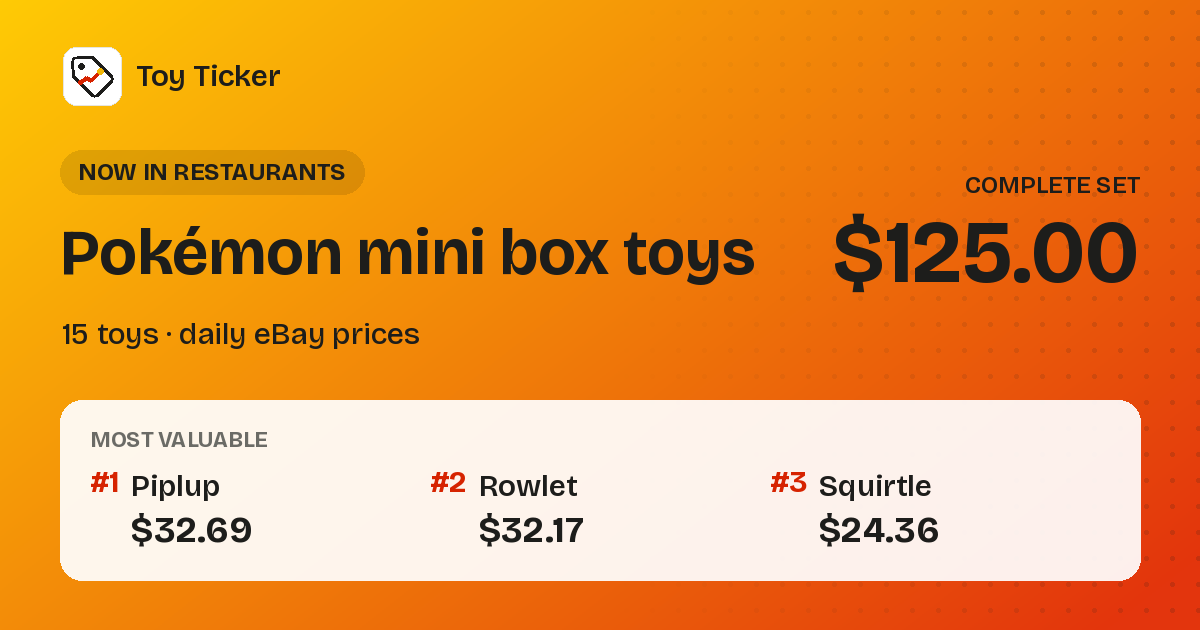 Toy Ticker
NOW IN RESTAURANTS
Pokémon mini box toys
15 toys · daily eBay prices
COMPLETE SET
$125.00
MOST VALUABLE
#1 Piplup
$32.69
#2 Rowlet
$32.17
#3 Squirtle
$24.36